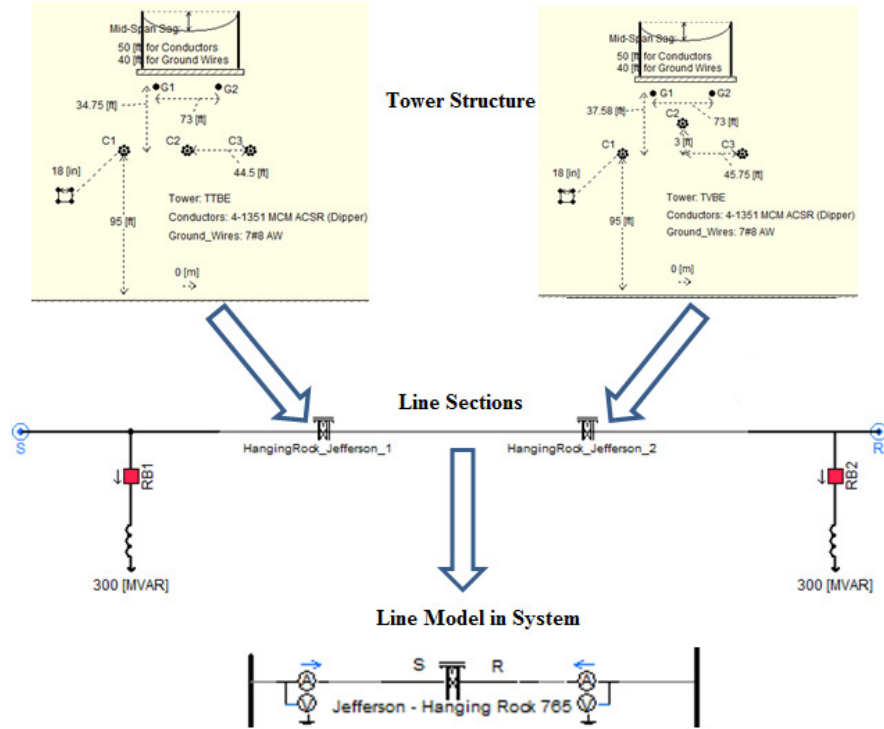 Mid-Span Sag:
50 [ft] for Conductors
40 [ft] for Ground Wires
G1
G2
34.75 [ft]
73 [ft]
C1
C2
C3
44.5 [ft]
18 [in]
95 [ft]
Tower: TTBE
Conductors: 4-1351 MCM ACSR (Dipper)
Ground_Wires: 7#8 AW
0 [m]
Tower Structure
Mid-Span Sag:
50 [ft] for Conductors
40 [ft] for Ground Wires
G1
G2
37.58 [ft]
C2
73 [ft]
C1
3 [ft]
C3
18 [in]
45.75 [ft]
95 [ft]
Tower: TVBE
Conductors: 4-1351 MCM ACSR (Dipper)
Ground_Wires: 7#8 AW
0 [m]
Line Sections
S
HangingRock_Jefferson_1
HangingRock_Jefferson_2
R
RB1
RB2
300 [MVAR]
300 [MVAR]
Line Model in System
S
R
A
A
V
V
Jefferson - Hanging Rock 765